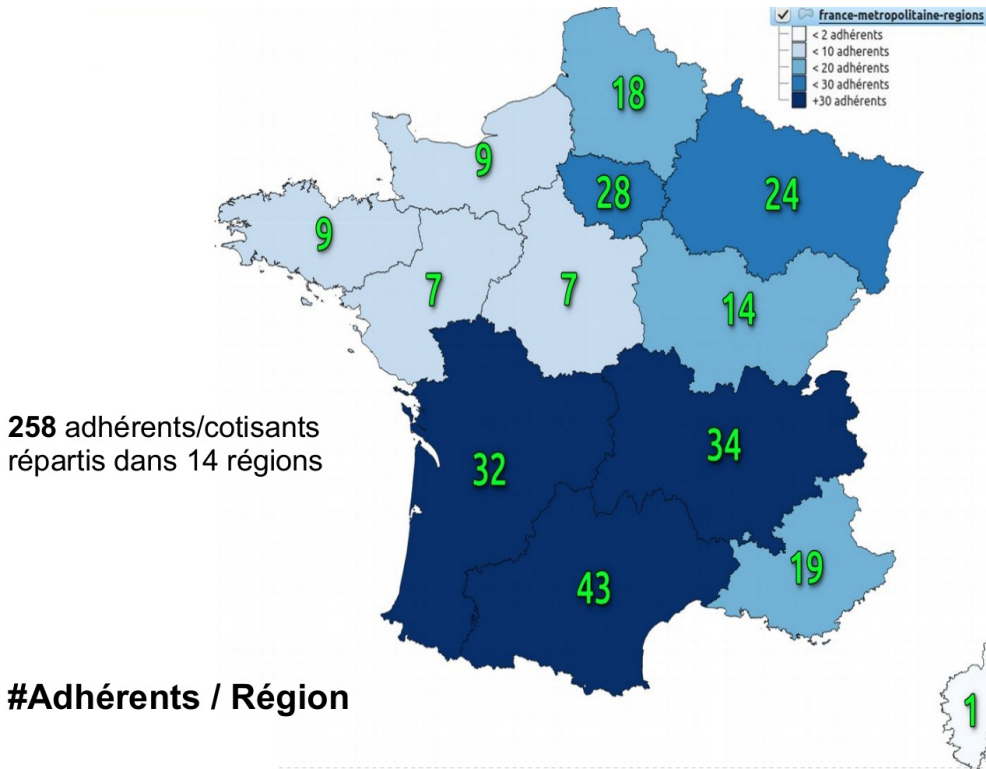 france-metropolitaine-regions
< 2 adhérents
< 10 adherents
< 20 adhérents
< 30 adhérents
+30 adhérents
18
9
28
24
9
7
7
14
258 adhérents/cotisants
répartis dans 14 régions
32
34
43
19
#Adhérents / Région
1